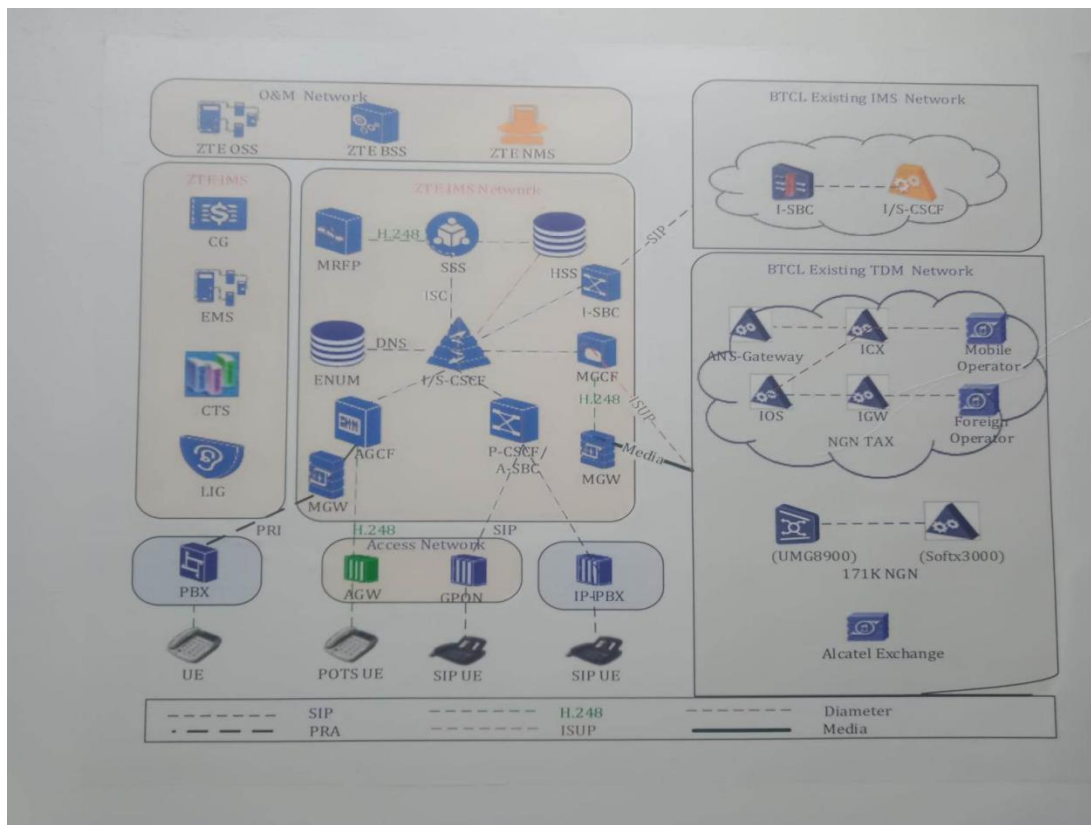 O&M Network
ZTE OSS
ZTE BSS
ZTE NMS
ZTE IMS
CG
EMS
CTS
LIG
ZTE IMS Network
MRFP
H.248
SSS
HSS
ISC
I-SBC
ENUM
DNS
I/S-CSCF
MGCF
H.248
ISUP
AGCF
P-CSCF/
A-SBC
MGW
Media
MGW
PRI
H.248
SIP
SIP
BTCL Existing IMS Network
I-SBC
I/S-CSCF
BTCL Existing TDM Network
ANS-Gateway
ICX
Mobile
Operator
IOS
IGW
Foreign
Operator
NGN TAX
(UMG8900)
(Softx3000)
171K NGN
Alcatel Exchange
Access Network
PBX
AGW
GPON
IP-PBX
UE
POTS UE
SIP UE
SIP UE
SIP
H.248
Diameter
PRA
ISUP
Media